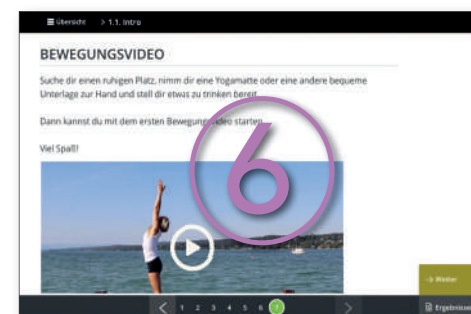 Übersicht > 1.1. Intro
BEWEGUNGSVIDEO
Suche dir einen ruhigen Platz, nimm dir eine Yogamatte oder eine andere bequeme
Unterlage zur Hand und stell dir etwas zu trinken bereit.
Dann kannst du mit dem ersten Bewegungsvideo starten.
Viel Spaß!
6
-> Weiter
< 1 2 3 4 5 6 7 >
Ergebnisse